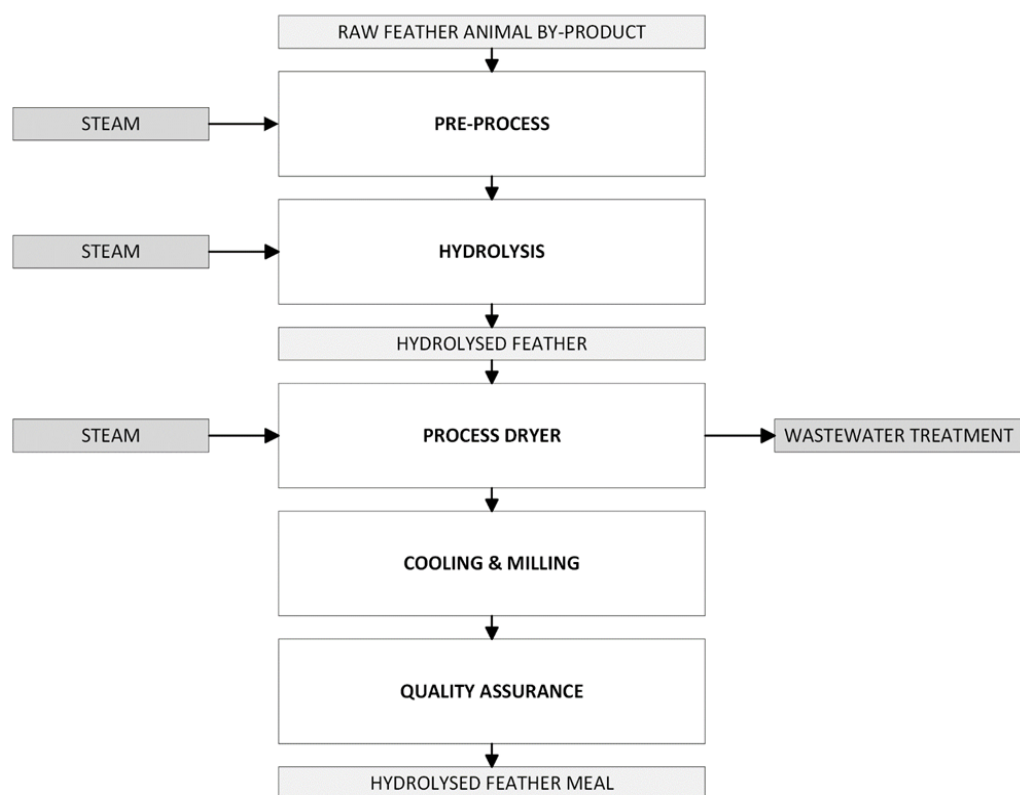 RAW FEATHER ANIMAL BY-PRODUCT
STEAM
PRE-PROCESS
STEAM
HYDROLYSIS
HYDROLYSED FEATHER
STEAM
PROCESS DRYER
WASTEWATER TREATMENT
COOLING & MILLING
QUALITY ASSURANCE
HYDROLYSED FEATHER MEAL